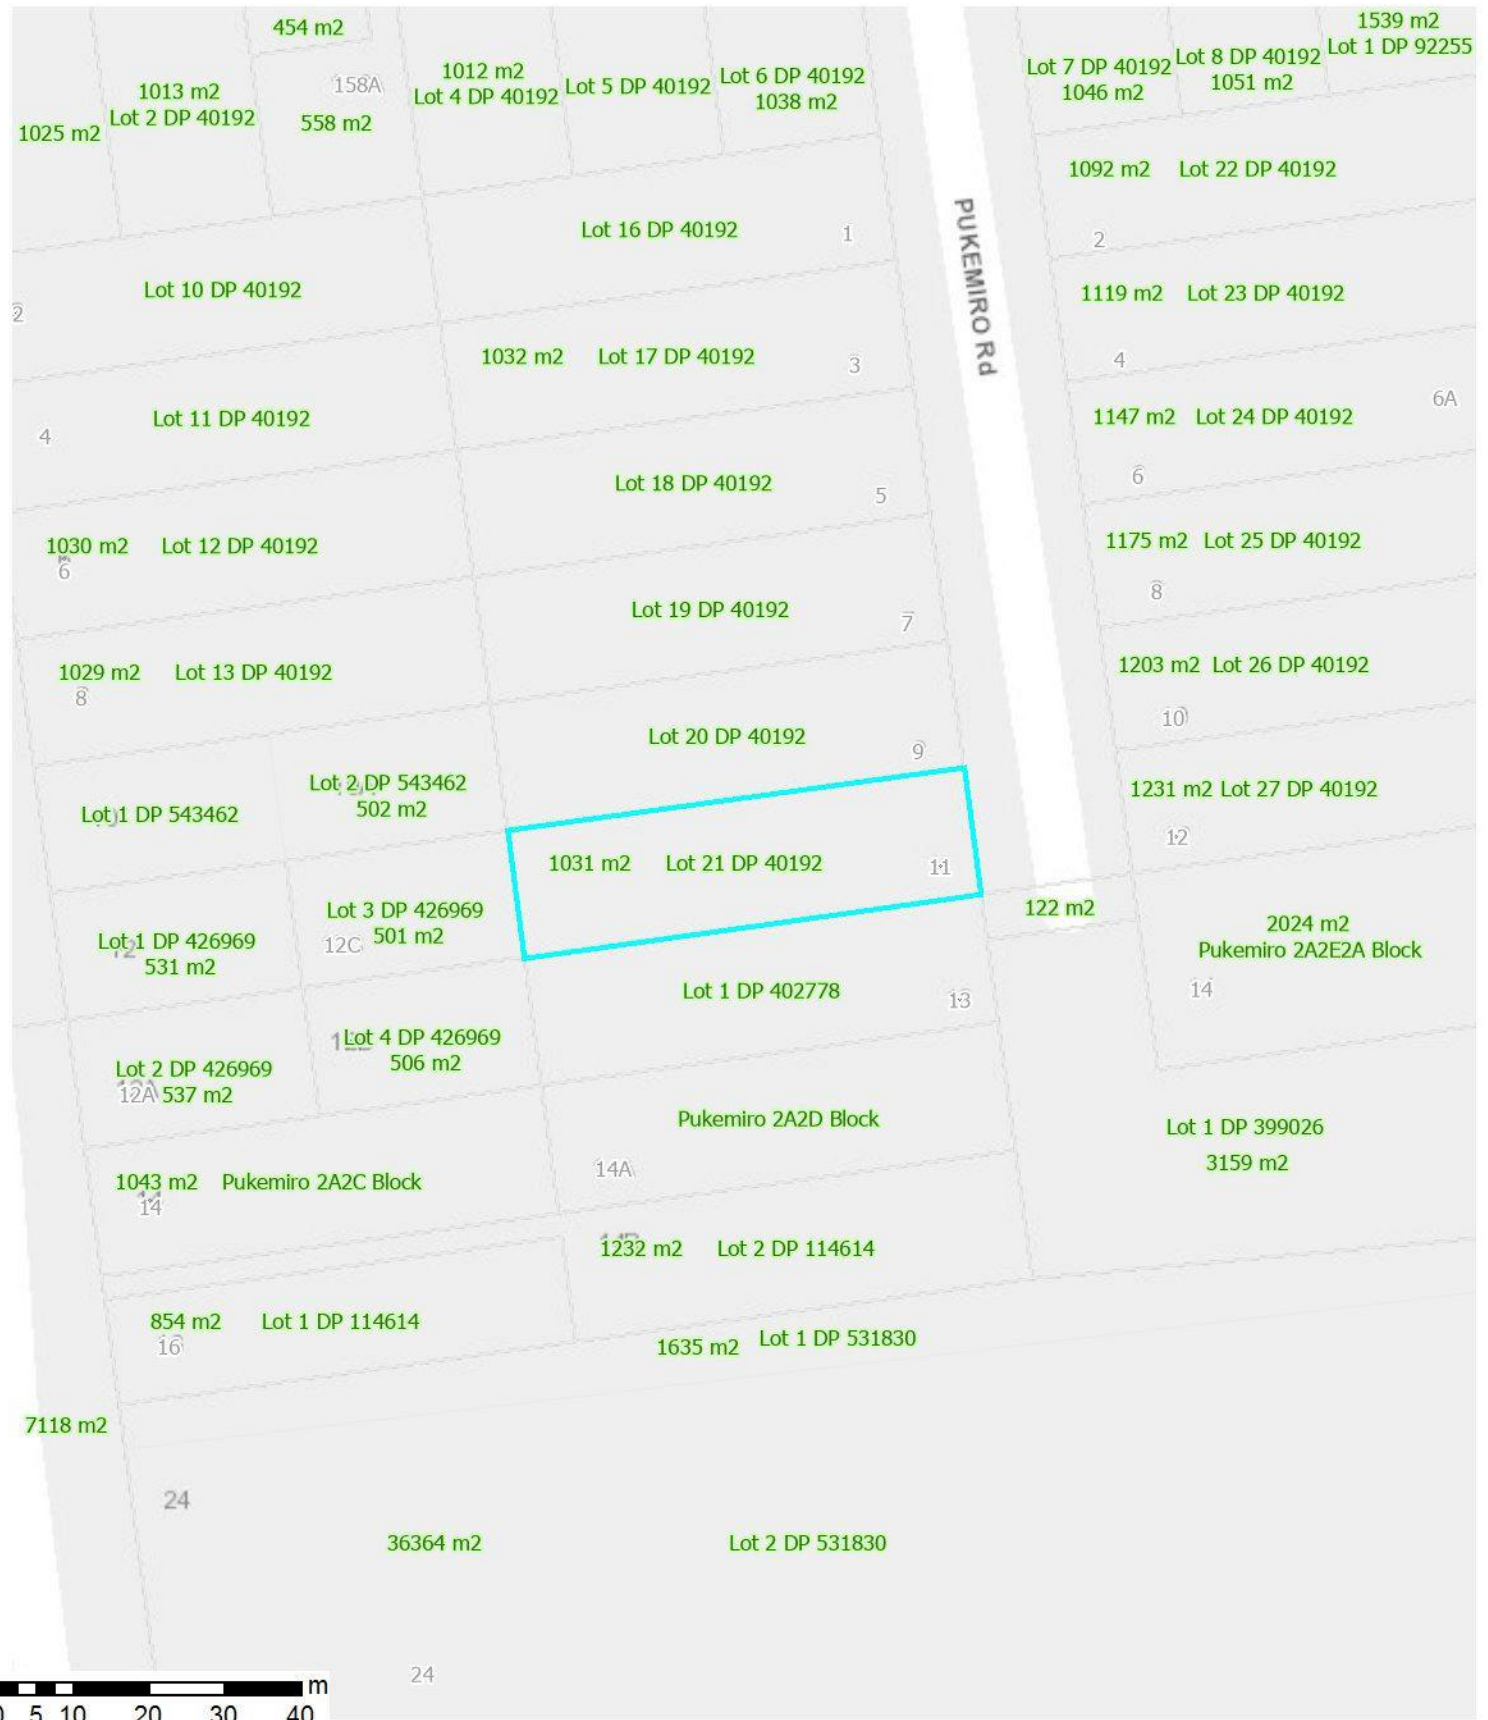 454 m2
1539 m2
Lot 1 DP 92255
1013 m2
Lot 2 DP 40192
158A
558 m2
1012 m2
Lot 4 DP 40192
Lot 5 DP 40192
Lot 6 DP 40192
1038 m2
Lot 7 DP 40192
1046 m2
Lot 8 DP 40192
1051 m2
1025 m2
1092 m2 Lot 22 DP 40192
Lot 16 DP 40192 1
2
PUKEMIRO Rd
Lot 10 DP 40192
2
1119 m2 Lot 23 DP 40192
1032 m2 Lot 17 DP 40192 3
4
6A
Lot 11 DP 40192
4
1147 m2 Lot 24 DP 40192
6
Lot 18 DP 40192 5
1030 m2 Lot 12 DP 40192
6
1175 m2 Lot 25 DP 40192
8
Lot 19 DP 40192 7
1029 m2 Lot 13 DP 40192
8
1203 m2 Lot 26 DP 40192
10
Lot 20 DP 40192 9
Lot 2 DP 543462
502 m2
Lot 1 DP 543462
1231 m2 Lot 27 DP 40192
12
1031 m2 Lot 21 DP 40192 11
122 m2
Lot 3 DP 426969
501 m2
12C
Lot 1 DP 426969
12
531 m2
2024 m2
Pukemiro 2A2E2A Block
14
Lot 1 DP 402778 13
Lot 4 DP 426969
506 m2
Lot 2 DP 426969
12A 537 m2
Pukemiro 2A2D Block
14A
Lot 1 DP 399026
3159 m2
1043 m2 Pukemiro 2A2C Block
14
1232 m2 Lot 2 DP 114614
854 m2 Lot 1 DP 114614
16
1635 m2 Lot 1 DP 531830
7118 m2
24
36364 m2 Lot 2 DP 531830
24
m
0 5 10 20 30 40